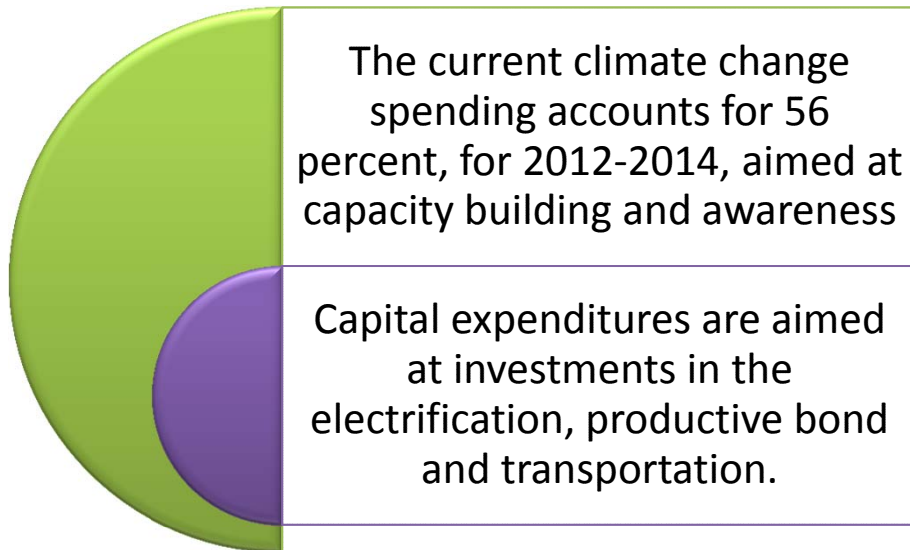 The current climate change
spending accounts for 56
percent, for 2012-2014, aimed at
capacity building and awareness
Capital expenditures are aimed
at investments in the
electrification, productive bond
and transportation.